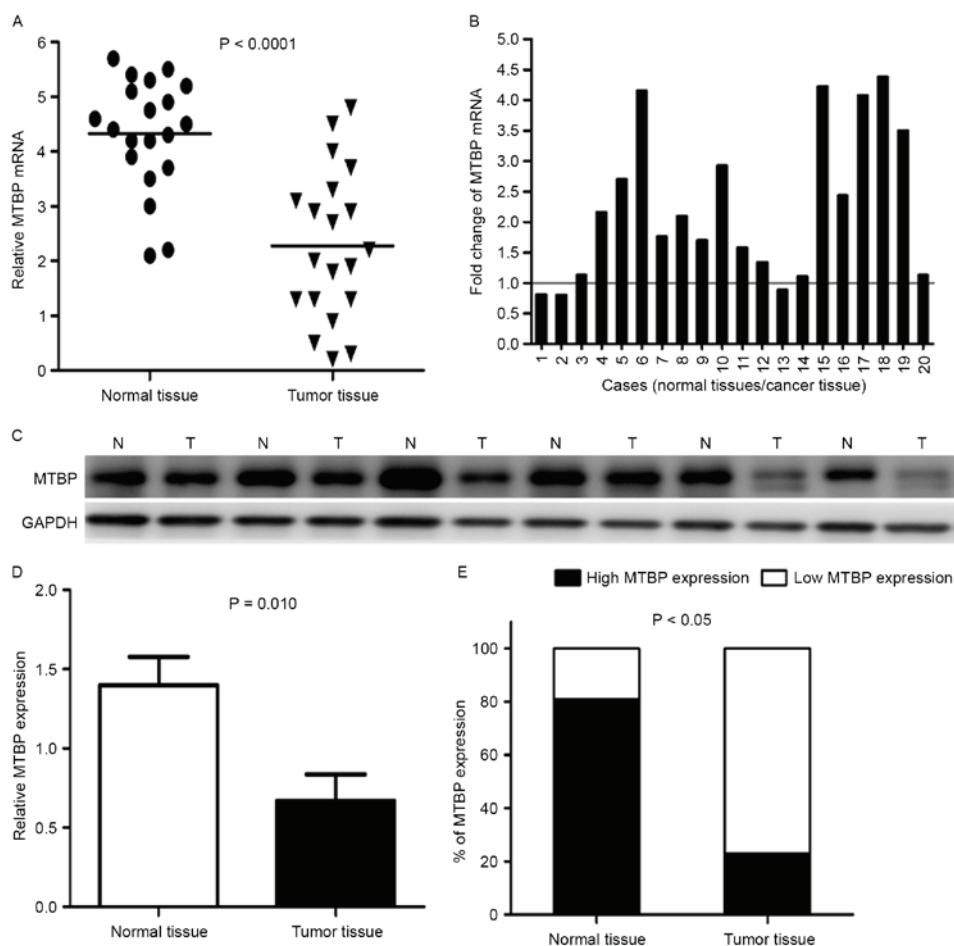 A
P < 0.0001
Relative MTBP mRNA
6
5
4
3
2
1
0
Normal tissue
Tumor tissue
B
Fold change of MTBP mRNA
5.0
4.5
4.0
3.5
3.0
2.5
2.0
1.5
1.0
0.5
0.0
1 2 3 4 5 6 7 8 9 10 11 12 13 14 15 16 17 18 19 20
Cases (normal tissues/cancer tissue)
C
N T N T N T N T N T N T
MTBP
GAPDH
D
P = 0.010
Relative MTBP expression
2.0
1.5
1.0
0.5
0.0
Normal tissue
Tumor tissue
E
High MTBP expression
Low MTBP expression
P < 0.05
% of MTBP expression
100
80
60
40
20
0
Normal tissue
Tumor tissue